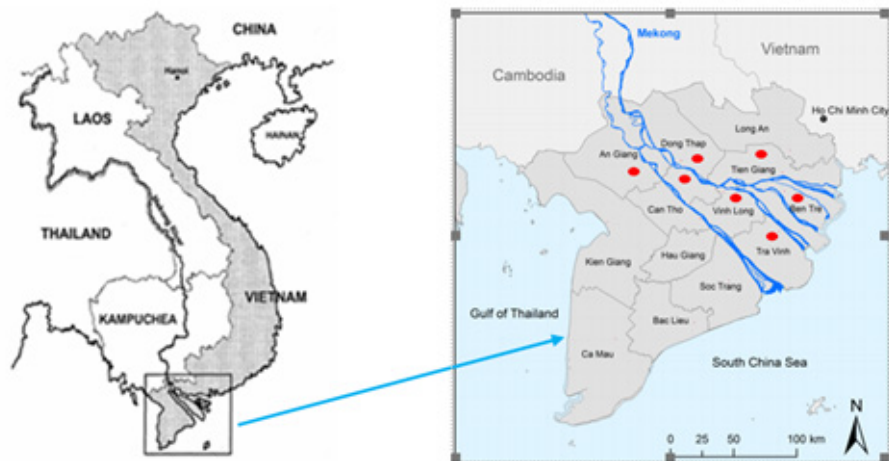 CHINA
Hanoi
LAOS
HAINAN
THAILAND
VIETNAM
KAMPUCHEA
Mekong
Vietnam
Cambodia
Ho Chi Minh City
Long An
Dong Thap
An Giang
Tien Giang
Can Tho
Vinh Long
Ben Tre
Tra Vinh
Kien Giang
Hau Giang
Soc Trang
Gulf of Thailand
Bac Lieu
Ca Mau
South China Sea
N
0 25 50 100 km